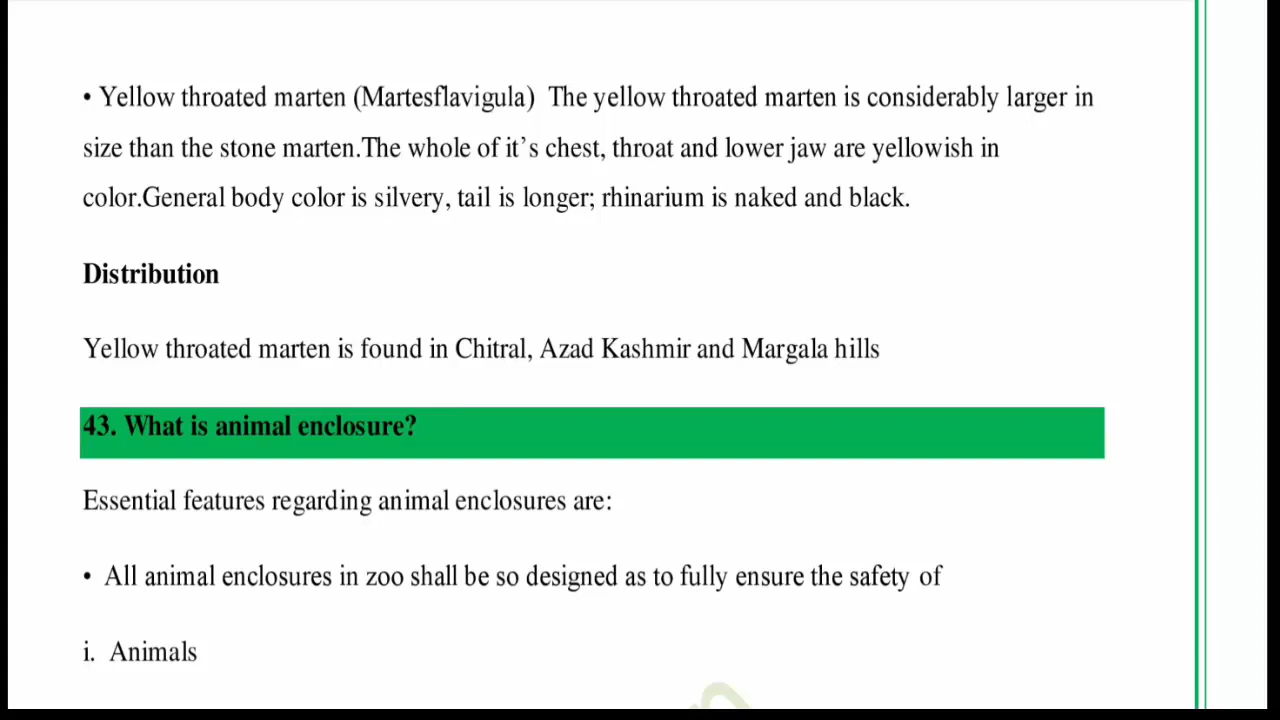 • Yellow throated marten (Martesflavigula)  The yellow throated marten is considerably larger in
size than the stone marten.The whole of it’s chest, throat and lower jaw are yellowish in
color.General body color is silvery, tail is longer; rhinarium is naked and black.
Distribution
Yellow throated marten is found in Chitral, Azad Kashmir and Margala hills
43. What is animal enclosure?
Essential features regarding animal enclosures are:
•  All animal enclosures in zoo shall be so designed as to fully ensure the safety of
i.  Animals